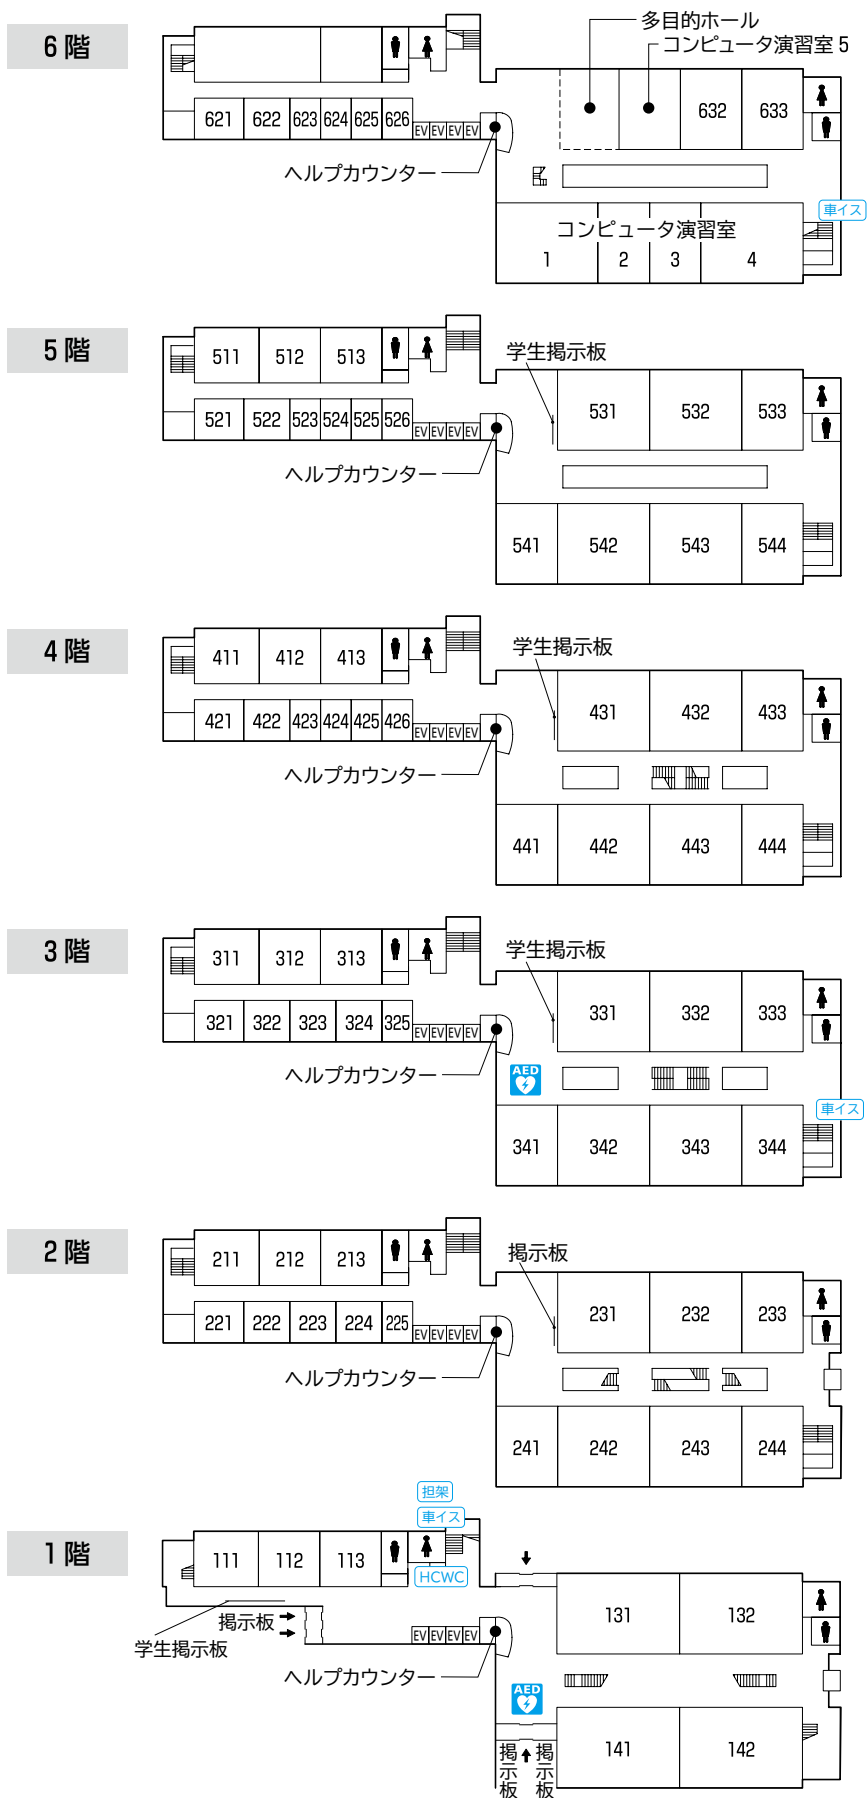 6階
多目的ホール
コンピュータ演習室 5
621 622 623 624 625 626
EV EV EV EV
632 633
ヘルプカウンター
車イス
コンピュータ演習室
1 2 3 4
5階
511 512 513
学生掲示板
521 522 523 524 525 526
EV EV EV EV
531 532 533
ヘルプカウンター
541 542 543 544
4階
411 412 413
学生掲示板
421 422 423 424 425 426
EV EV EV EV
431 432 433
ヘルプカウンター
441 442 443 444
3階
311 312 313
学生掲示板
321 322 323 324 325
EV EV EV EV
331 332 333
ヘルプカウンター
AED
車イス
341 342 343 344
2階
211 212 213
掲示板
221 222 223 224 225
EV EV EV EV
231 232 233
ヘルプカウンター
241 242 243 244
担架
車イス
1階
111 112 113
HCWC
131 132
掲示板
学生掲示板
EV EV EV EV
ヘルプカウンター
AED
141 142
掲示板
掲示板